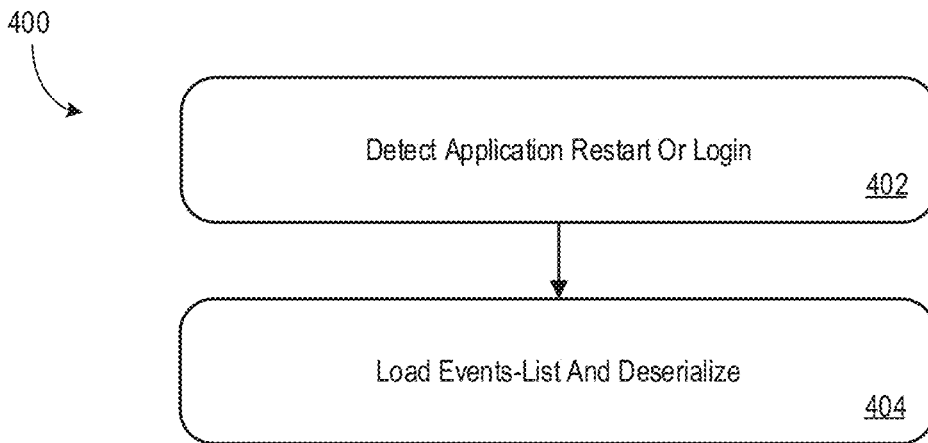 400
Detect Application Restart Or Login
402
Load Events-List And Deserialize
404